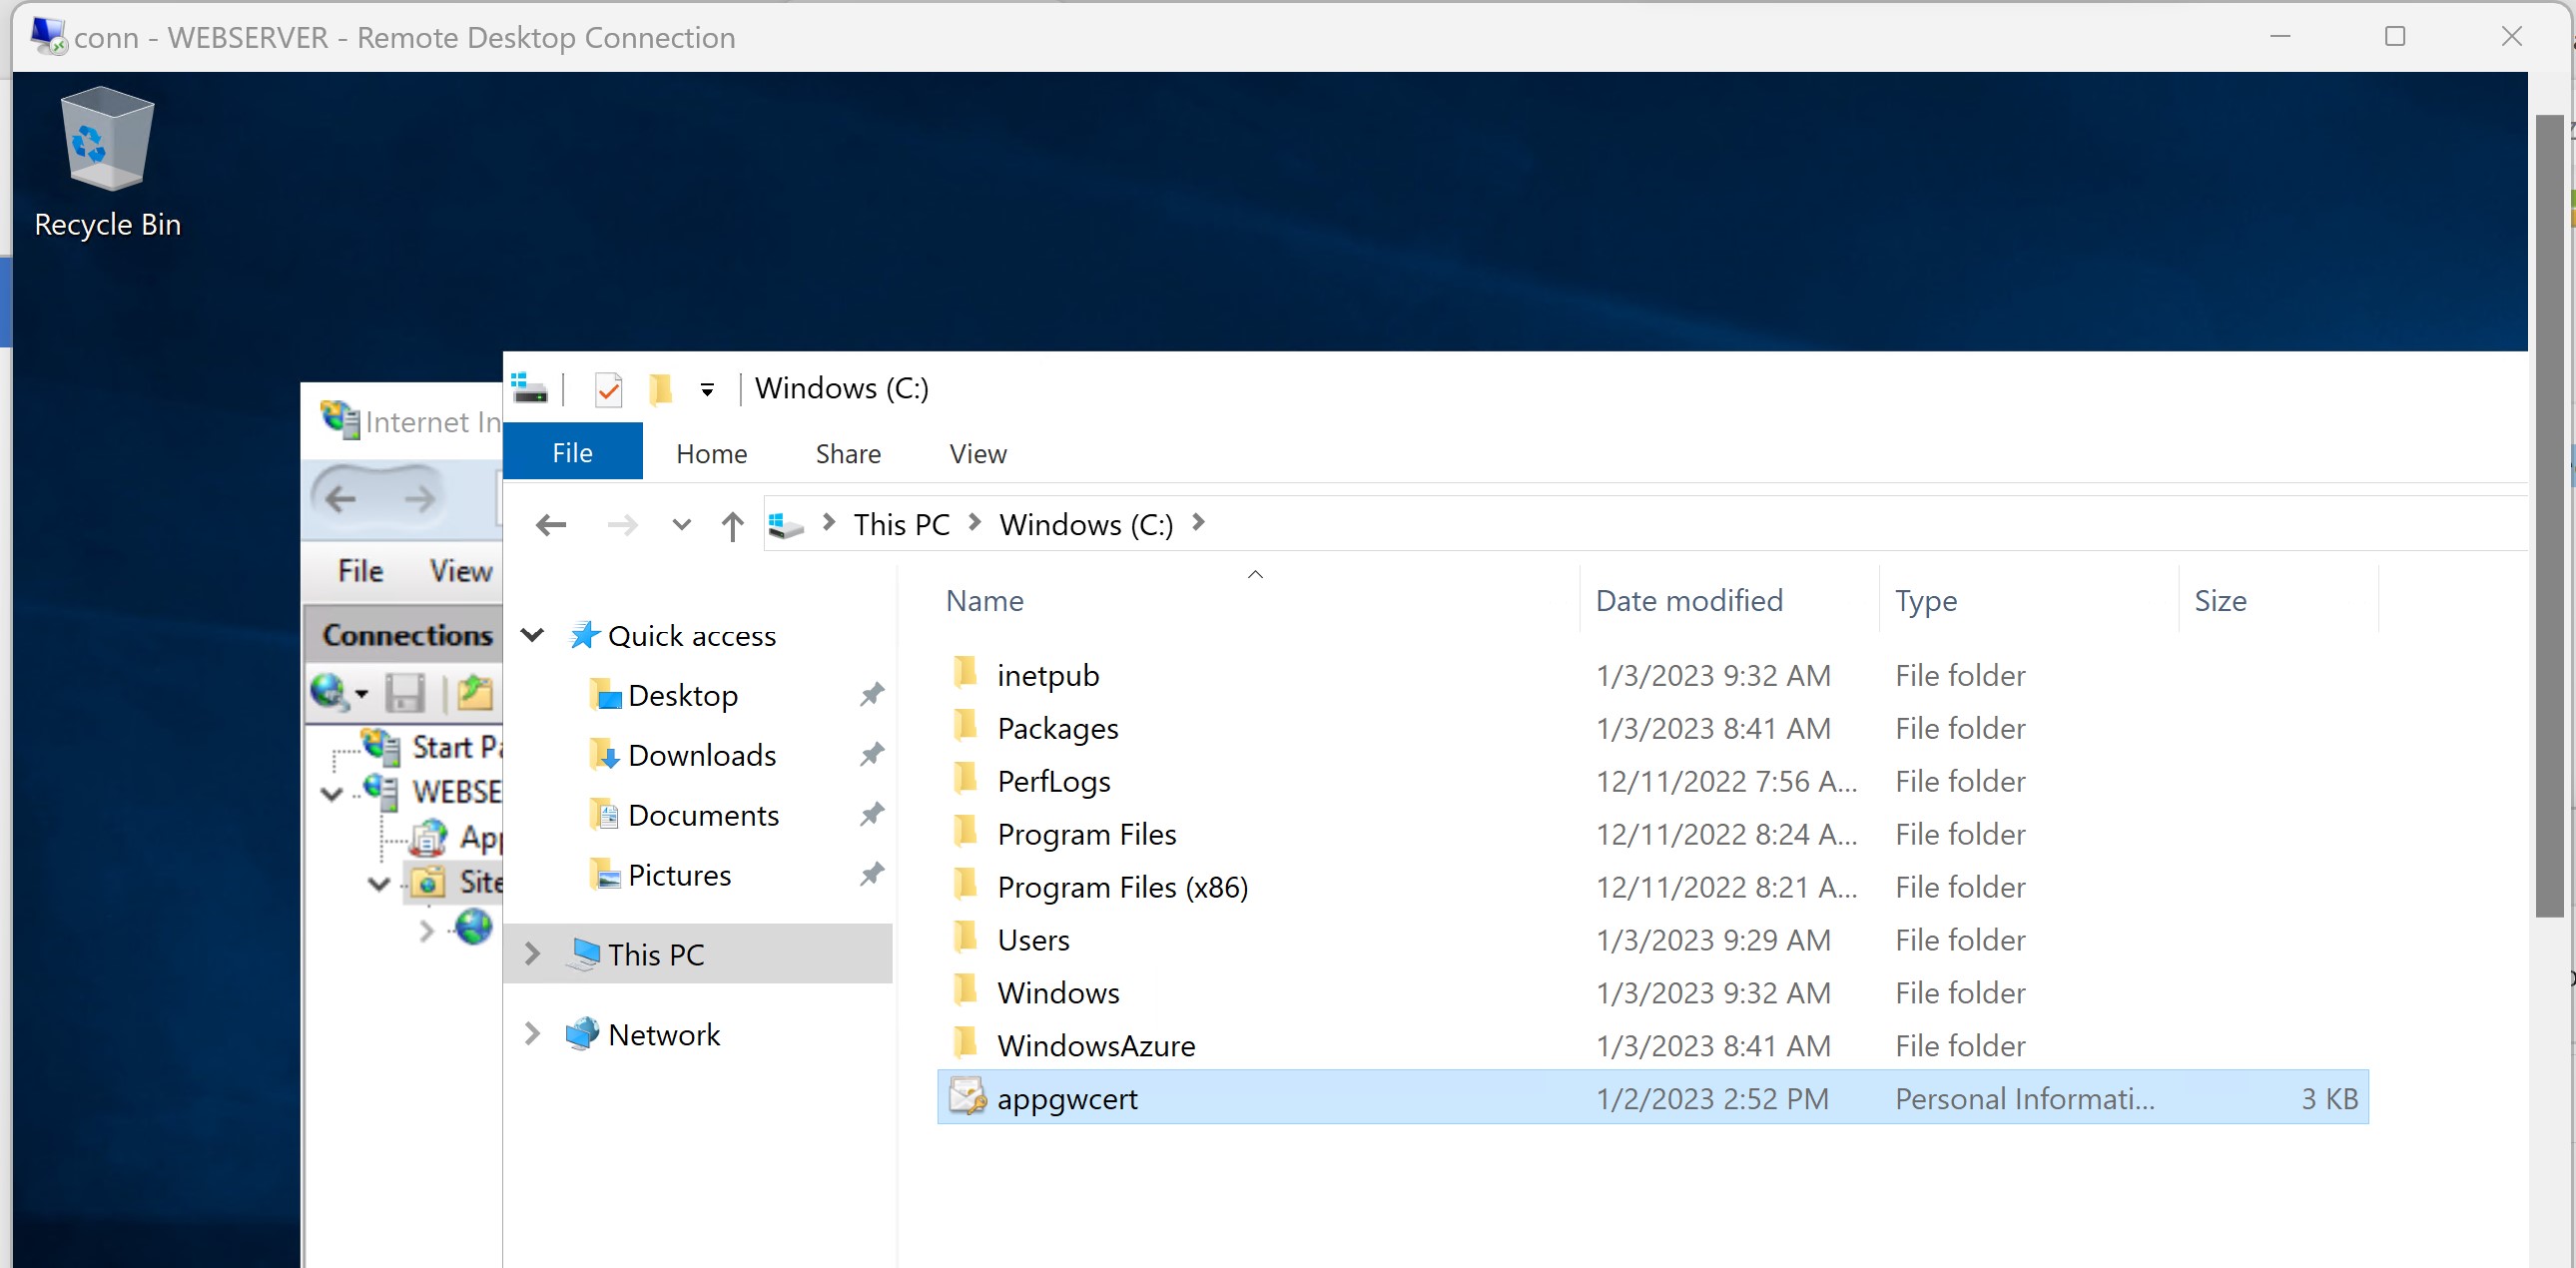 conn - WEBSERVER - Remote Desktop Connection
Recycle Bin
Windows (C:)
Internet In
File Home Share View
This PC Windows (C:)
File View
Name Date modified Type Size
Connections
Quick access
Desktop
Downloads
Documents
Pictures
This PC
Network
Start Pa
WEBSE
App
Site
inetpub 1/3/2023 9:32 AM File folder
Packages 1/3/2023 8:41 AM File folder
PerfLogs 12/11/2022 7:56 A... File folder
Program Files 12/11/2022 8:24 A... File folder
Program Files (x86) 12/11/2022 8:21 A... File folder
Users 1/3/2023 9:29 AM File folder
Windows 1/3/2023 9:32 AM File folder
WindowsAzure 1/3/2023 8:41 AM File folder
appgwcert 1/2/2023 2:52 PM Personal Informati... 3 KB